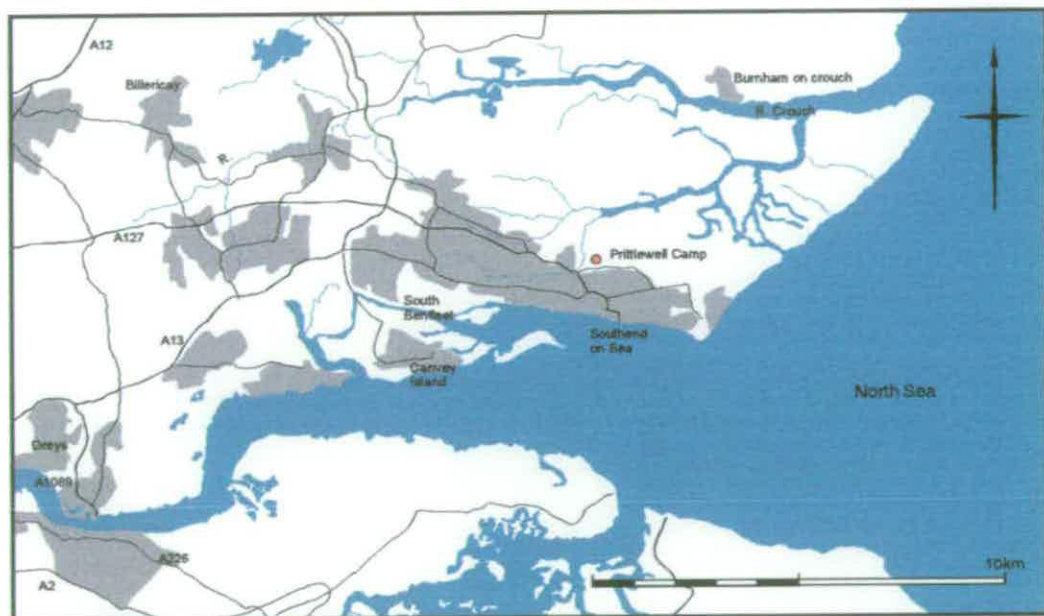 A12
Billericay
Burnham on crouch
R. Crouch
R.
A127
Prittlewell Camp
South
Benfleet
Southend
on Sea
A13
Canvey
Island
North Sea
Grays
A1089
A226
A2
10km